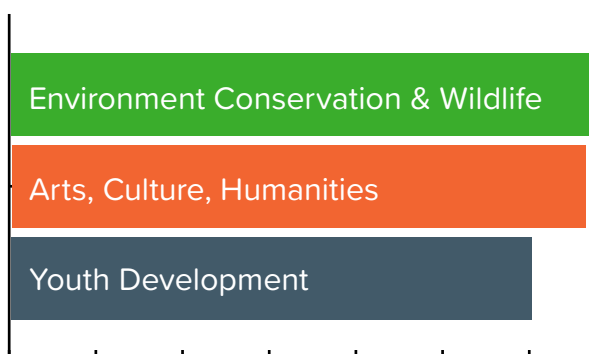 Environment Conservation & Wildlife
Arts, Culture, Humanities
Youth Development